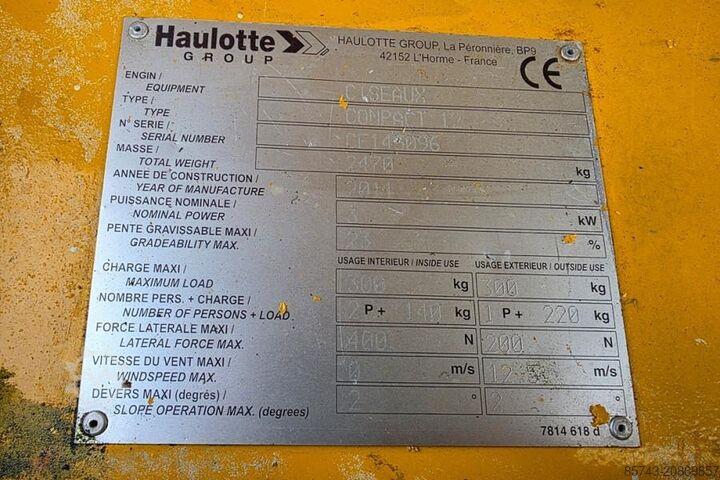 Haulotte
GROUP
HAULOTTE GROUP, La Péronnière, BP9
42152 L'Horme - France
CE
ENGIN /
EQUIPMENT
CISEAUX
TYPE /
TYPE
COMPACT 12
N° SERIE /
SERIAL NUMBER
MASSE /
TOTAL WEIGHT
2470 kg
ANNEE DE CONSTRUCTION /
YEAR OF MANUFACTURE
2014
PUISSANCE NOMINALE /
NOMINAL POWER
3 kW
PENTE GRAVISSABLE MAXI /
GRADEABILITY MAX.
23 %
USAGE INTERIEUR / INSIDE USE USAGE EXTERIEUR / OUTSIDE USE
CHARGE MAXI /
MAXIMUM LOAD
300 kg 300 kg
NOMBRE PERS. + CHARGE /
NUMBER OF PERSONS + LOAD
2 P + 140 kg 1 P + 220 kg
FORCE LATERALE MAXI /
LATERAL FORCE MAX.
400 N 200 N
VITESSE DU VENT MAXI /
WINDSPEED MAX.
0 m/s 12.5 m/s
DEVERS MAXI (degrés) /
SLOPE OPERATION MAX. (degrees)
2 ° 2 °
7814 618 d